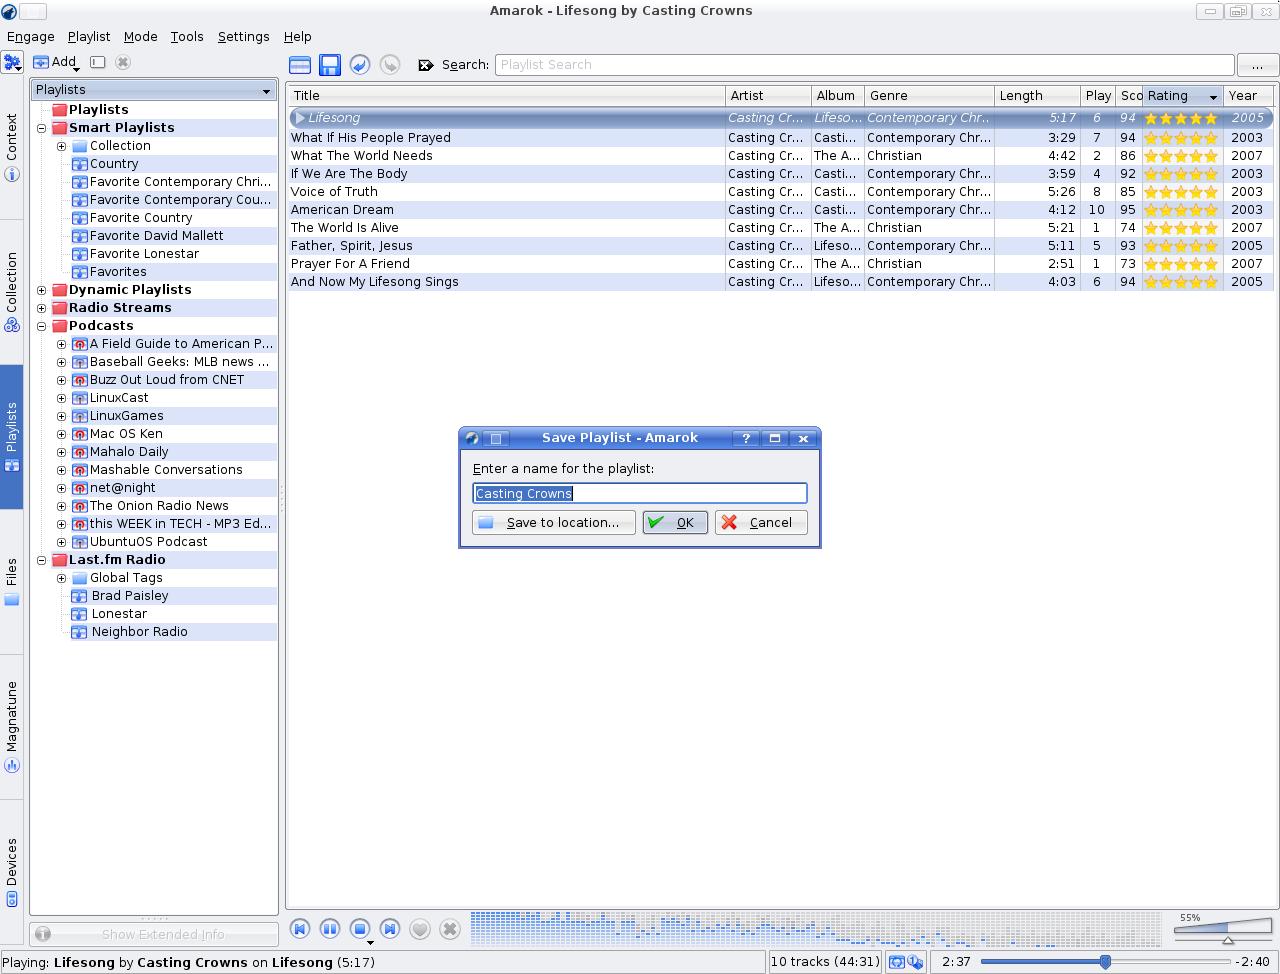 Amarok - Lifesong by Casting Crowns
Engage Playlist Mode Tools Settings Help
Add Search: Playlist Search ...
Context
Collection
Playlists
Files
Magnatune
Devices
Playlists
Playlists
Smart Playlists
Collection
Country
Favorite Contemporary Chri...
Favorite Contemporary Cou...
Favorite Country
Favorite David Mallett
Favorite Lonestar
Favorites
Dynamic Playlists
Radio Streams
Podcasts
A Field Guide to American P...
Baseball Geeks: MLB news ...
Buzz Out Loud from CNET
LinuxCast
LinuxGames
Mac OS Ken
Mahalo Daily
Mashable Conversations
net@night
The Onion Radio News
this WEEK in TECH - MP3 Ed...
UbuntuOS Podcast
Last.fm Radio
Global Tags
Brad Paisley
Lonestar
Neighbor Radio
Show Extended Info
Title Artist Album Genre Length Play Sco Rating Year
Lifesong Casting Cr... Lifeso... Contemporary Chr.. 5:17 6 94 2005
What If His People Prayed Casting Cr... Casti... Contemporary Chr... 3:29 7 94 2003
What The World Needs Casting Cr... The A... Christian 4:42 2 86 2007
If We Are The Body Casting Cr... Casti... Contemporary Chr... 3:59 4 92 2003
Voice of Truth Casting Cr... Casti... Contemporary Chr... 5:26 8 85 2003
American Dream Casting Cr... Casti... Contemporary Chr... 4:12 10 95 2003
The World Is Alive Casting Cr... The A... Christian 5:21 1 74 2007
Father, Spirit, Jesus Casting Cr... Lifeso... Contemporary Chr... 5:11 5 93 2005
Prayer For A Friend Casting Cr... The A... Christian 2:51 1 73 2007
And Now My Lifesong Sings Casting Cr... Lifeso... Contemporary Chr... 4:03 6 94 2005
Save Playlist - Amarok ?
Enter a name for the playlist:
Casting Crowns
Save to location... OK Cancel
55%
Playing: Lifesong by Casting Crowns on Lifesong (5:17) 10 tracks (44:31) 2:37 -2:40